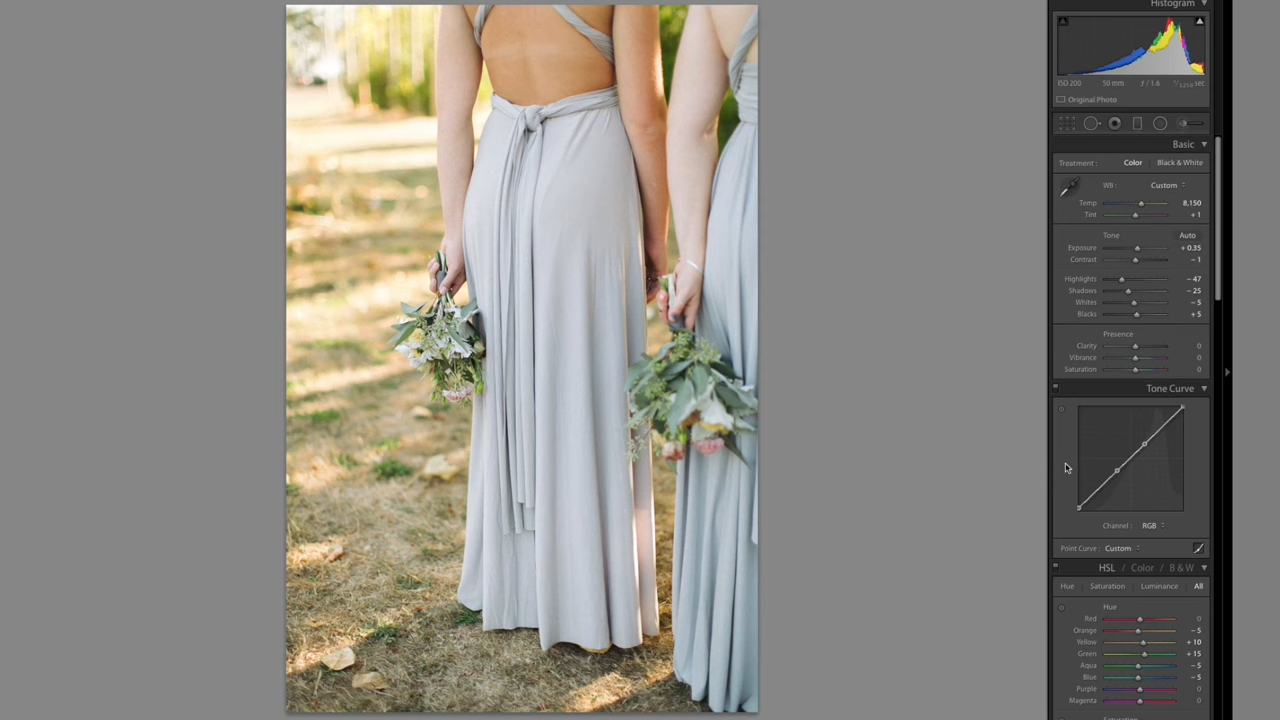 Histogram
ISO 200 50 mm ƒ / 1.6 sec
Original Photo
Basic
Treatment : Color Black & White
WB : Custom
Temp 8,150
Tint + 1
Tone Auto
Exposure + 0.35
Contrast − 1
Highlights − 47
Shadows − 25
Whites − 5
Blacks + 5
Presence
Clarity 0
Vibrance 0
Saturation 0
Tone Curve
Channel : RGB
Point Curve : Custom
HSL / Color / B & W
Hue Saturation Luminance All
Hue
Red 0
Orange − 5
Yellow + 10
Green + 15
Aqua − 5
Blue − 5
Purple 0
Magenta 0